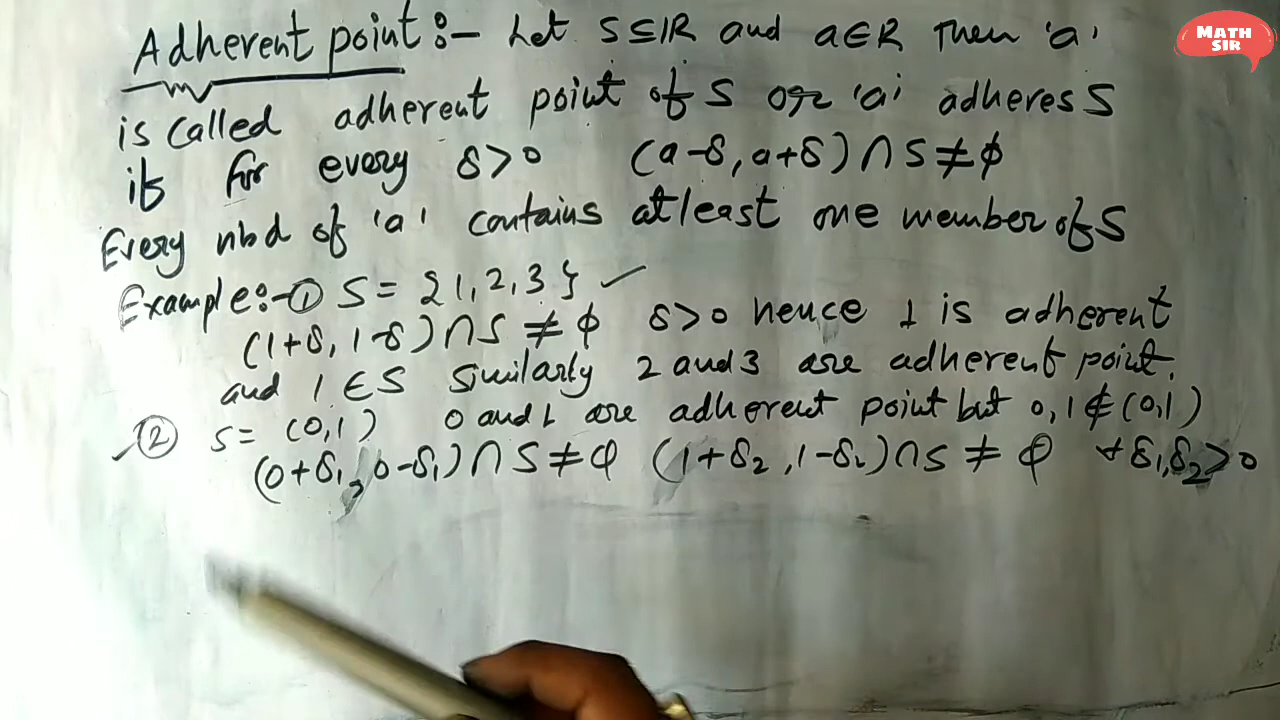 Adherent point :- Let S⊆IR and a∈R Then 'a'
is called adherent point of S or 'a' adheres S
if for every δ>0 (a-δ, a+δ)∩S≠ϕ
Every nbd of 'a' contains atleast one member of S
Example:-① S = {1,2,3} ✓
(1+δ, 1-δ)∩S ≠ ϕ δ>0 hence 1 is adherent
and 1 ∈ S similarly 2 and 3 are adherent point.
② S = (0,1) 0 and 1 are adherent point but 0,1∉(0,1)
(0+δ₁, 0-δ₁)∩S≠ϕ (1+δ₂, 1-δ₂)∩S ≠ ϕ ∀ δ₁,δ₂>0
MATH
SIR